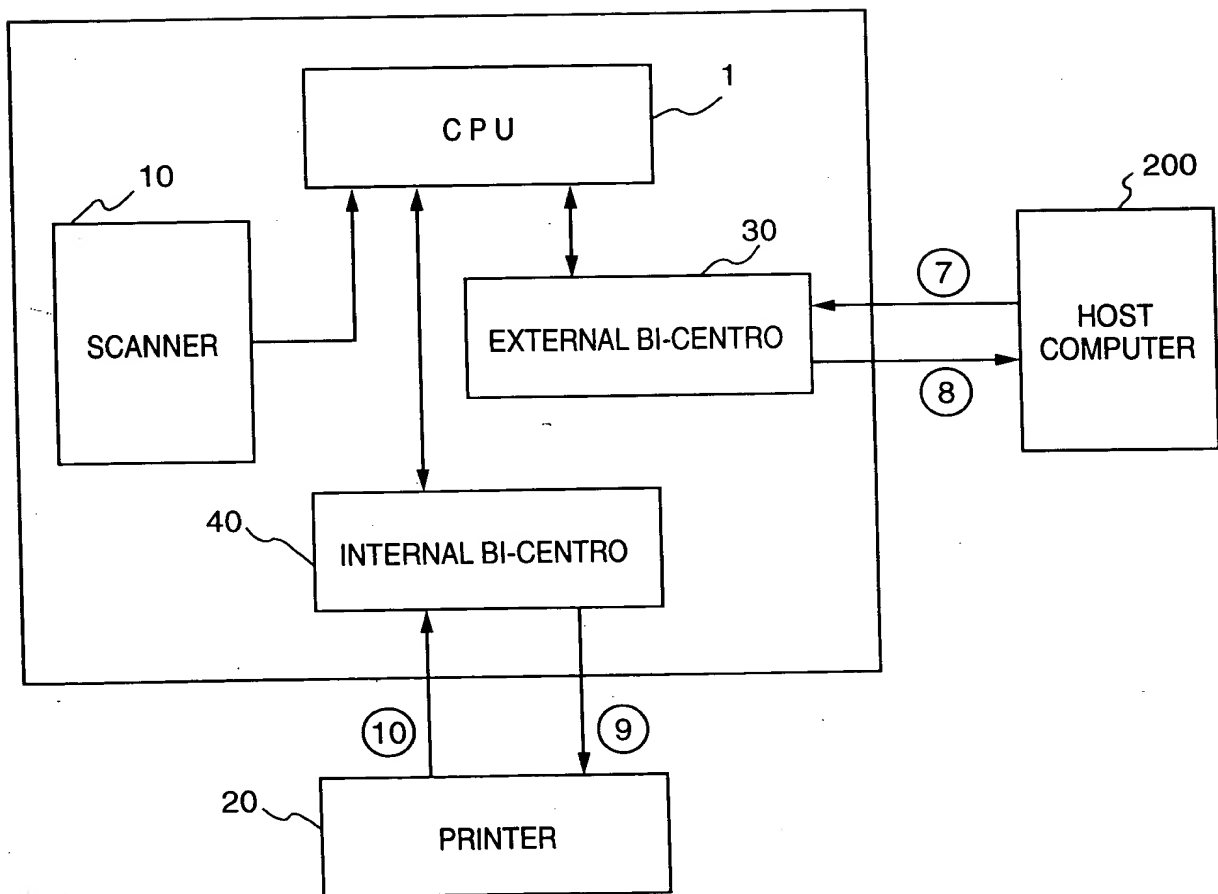 1
CPU
10
200
30
7
SCANNER
EXTERNAL BI-CENTRO
HOST
COMPUTER
8
40
INTERNAL BI-CENTRO
10
9
20
PRINTER